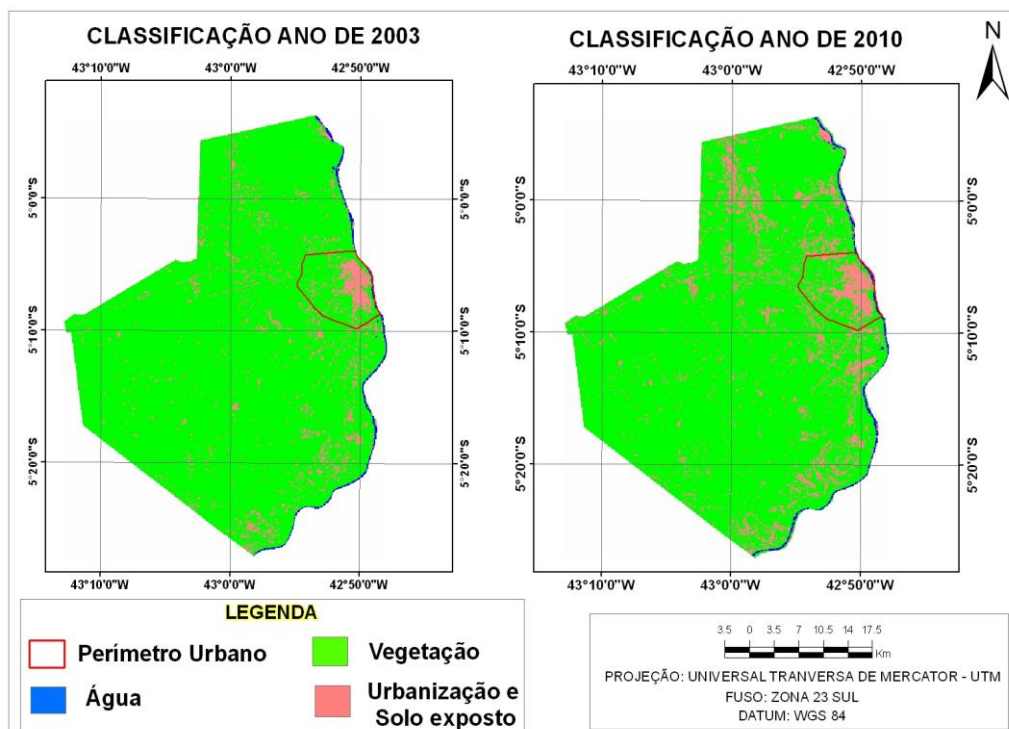 CLASSIFICAÇÃO ANO DE 2003
CLASSIFICAÇÃO ANO DE 2010
N
43°10'0"W
43°0'0"W
42°50'0"W
43°10'0"W
43°0'0"W
42°50'0"W
5°0'0"S
5°0'0"S
5°0'0"S
5°0'0"S
5°10'0"S
5°10'0"S
5°10'0"S
5°10'0"S
5°20'0"S
5°20'0"S
5°20'0"S
5°20'0"S
43°10'0"W
43°0'0"W
42°50'0"W
43°10'0"W
43°0'0"W
42°50'0"W
LEGENDA
Perímetro Urbano
Vegetação
Água
Urbanização e
Solo exposto
3.5 0 3.5 7 10.5 14 17.5
Km
PROJEÇÃO: UNIVERSAL TRANVERSA DE MERCATOR - UTM
FUSO: ZONA 23 SUL
DATUM: WGS 84